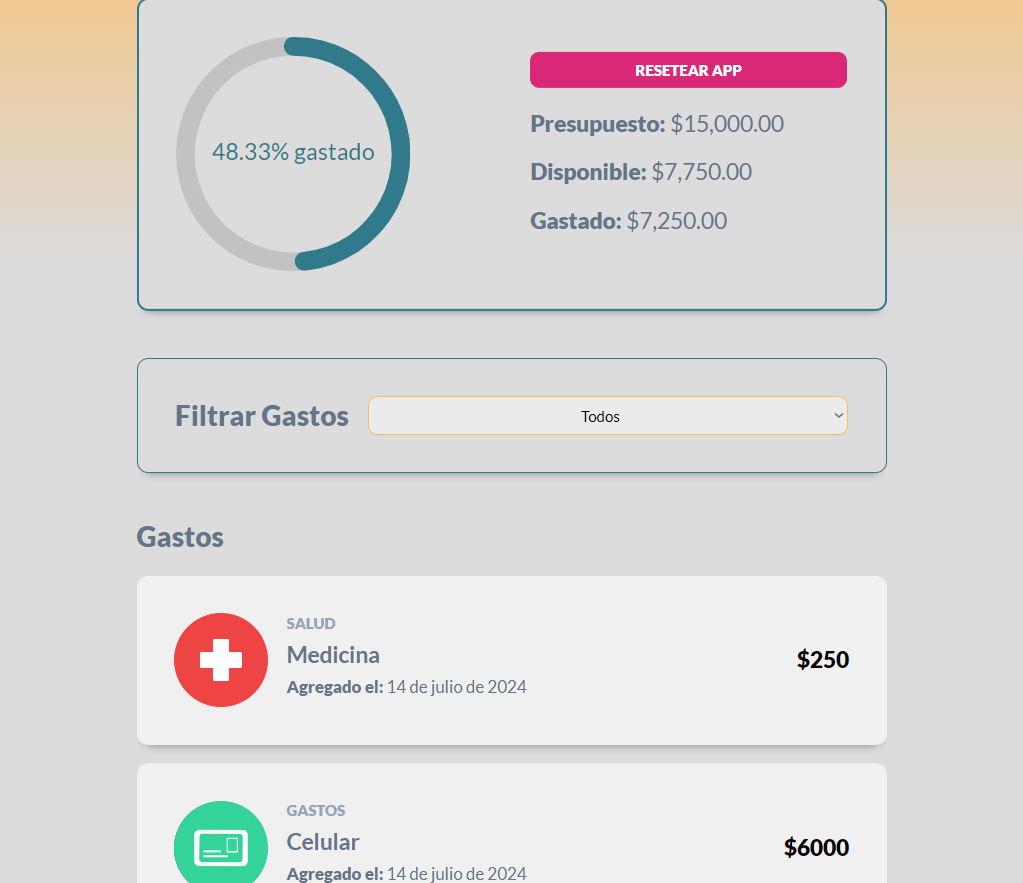 48.33% gastado
RESETEAR APP
Presupuesto: $15,000.00
Disponible: $7,750.00
Gastado: $7,250.00
Filtrar Gastos
Todos
Gastos
SALUD
Medicina
Agregado el: 14 de julio de 2024
$250
GASTOS
Celular
Agregado el: 14 de julio de 2024
$6000